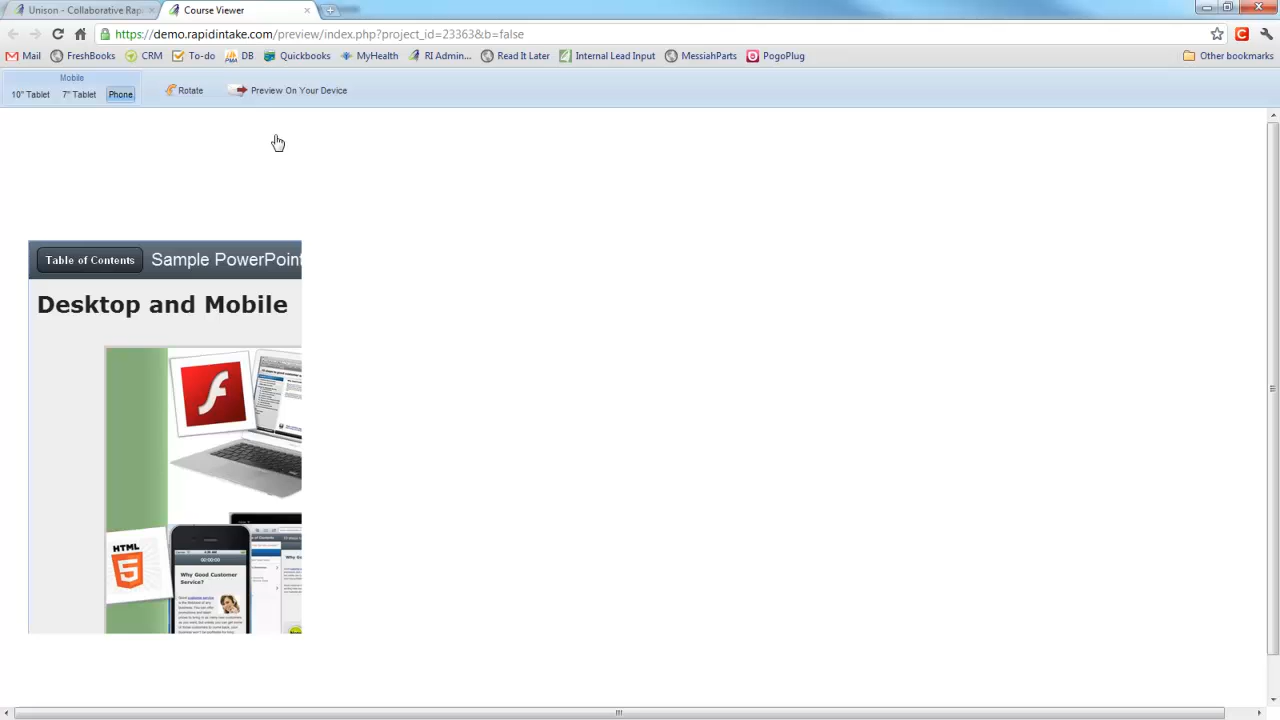 Unison - Collaborative Rap
Course Viewer
https://demo.rapidintake.com/preview/index.php?project_id=23363&b=false
Mail FreshBooks CRM To-do DB Quickbooks MyHealth RI Admin... Read It Later Internal Lead Input MessiahParts PogoPlug Other bookmarks
Mobile
10" Tablet 7" Tablet Phone Rotate Preview On Your Device
Table of Contents Sample PowerPoint
Desktop and Mobile
HTML
5
00:00:00
Why Good Customer
Service?